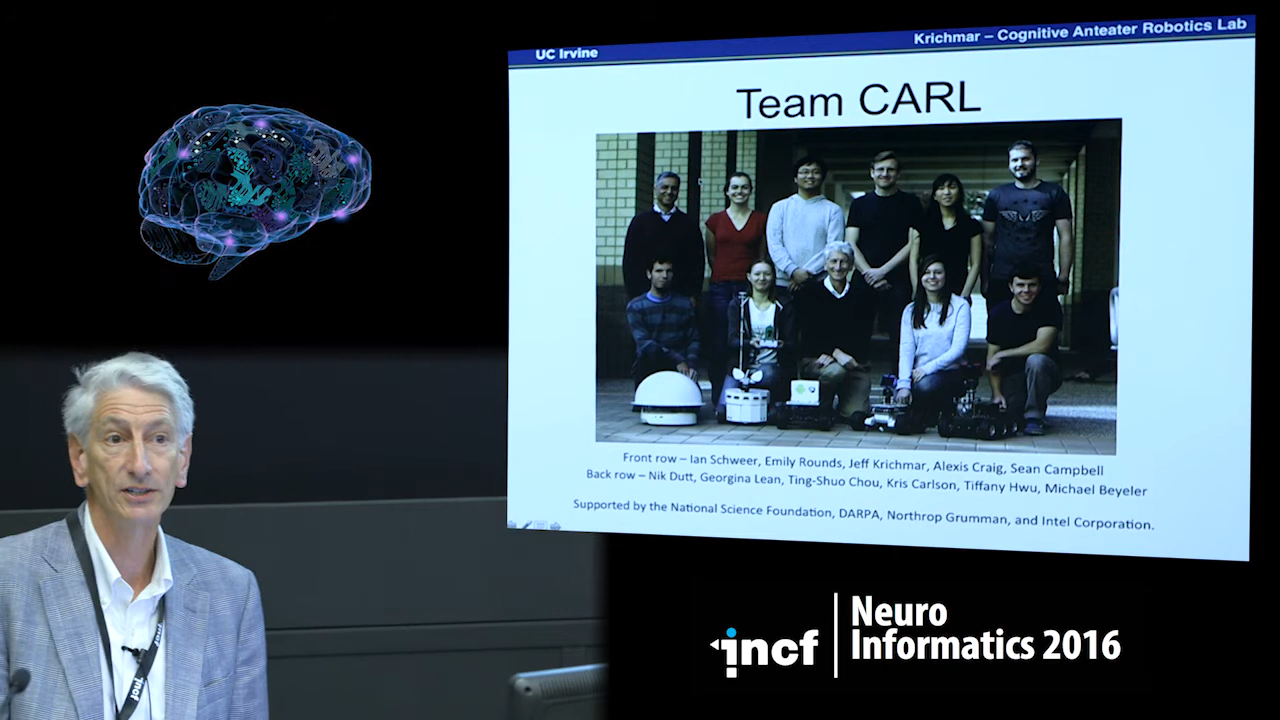 UC Irvine
Krichmar – Cognitive Anteater Robotics Lab
Team CARL
Front row – Ian Schweer, Emily Rounds, Jeff Krichmar, Alexis Craig, Sean Campbell
Back row – Nik Dutt, Georgina Lean, Ting-Shuo Chou, Kris Carlson, Tiffany Hwu, Michael Beyeler
Supported by the National Science Foundation, DARPA, Northrop Grumman, and Intel Corporation.
incf
Neuro
Informatics 2016
incf